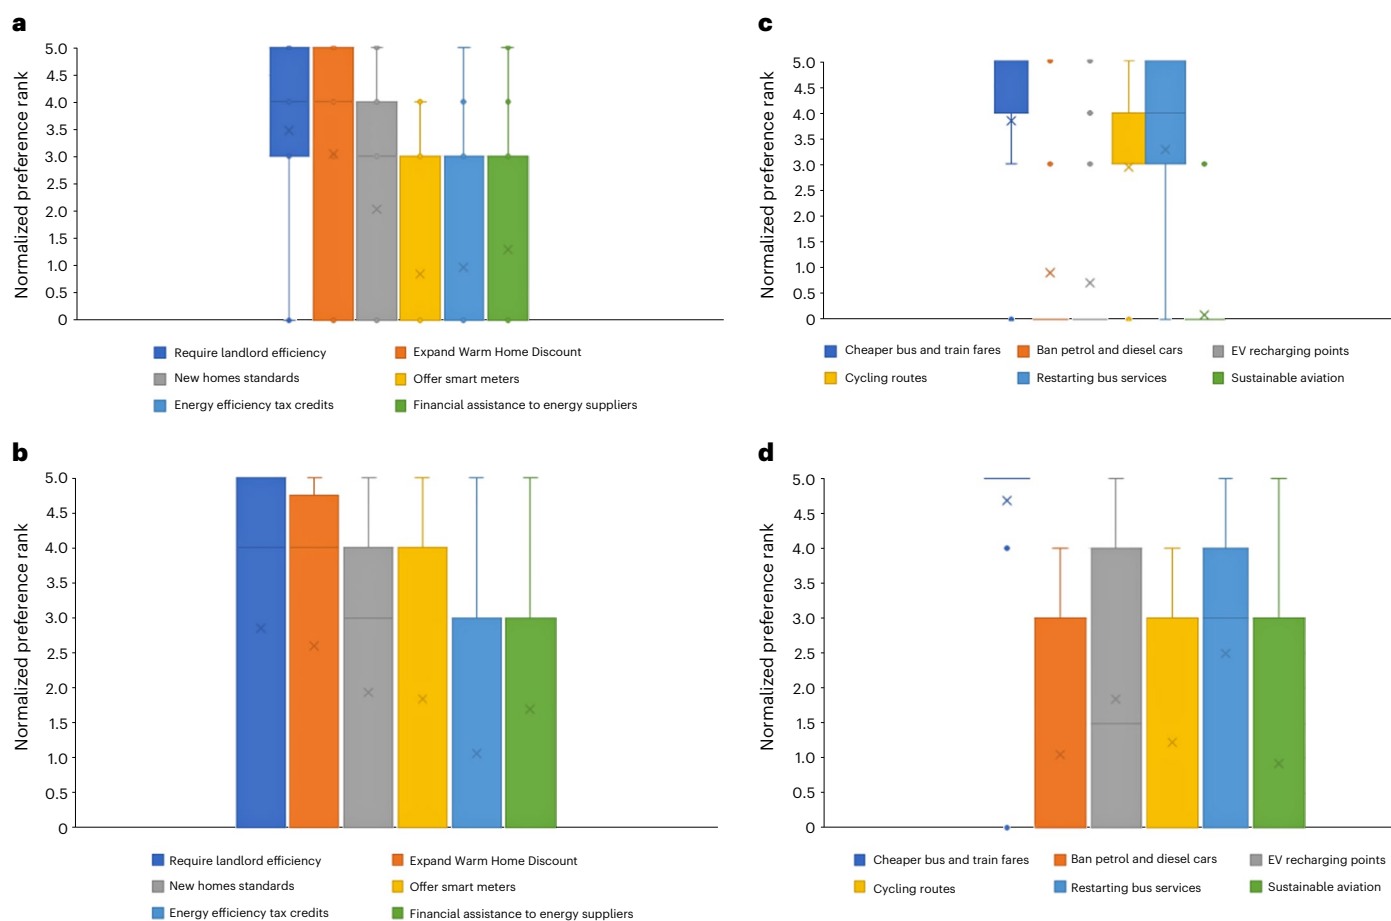 a
Normalized preference rank
5.0
4.5
4.0
3.5
3.0
2.5
2.0
1.5
1.0
0.5
0
Require landlord efficiency
Expand Warm Home Discount
New homes standards
Offer smart meters
Energy efficiency tax credits
Financial assistance to energy suppliers
c
Normalized preference rank
5.0
4.5
4.0
3.5
3.0
2.5
2.0
1.5
1.0
0.5
0
Cheaper bus and train fares
Ban petrol and diesel cars
EV recharging points
Cycling routes
Restarting bus services
Sustainable aviation
b
Normalized preference rank
5.0
4.5
4.0
3.5
3.0
2.5
2.0
1.5
1.0
0.5
0
Require landlord efficiency
Expand Warm Home Discount
New homes standards
Offer smart meters
Energy efficiency tax credits
Financial assistance to energy suppliers
d
Normalized preference rank
5.0
4.5
4.0
3.5
3.0
2.5
2.0
1.5
1.0
0.5
0
Cheaper bus and train fares
Ban petrol and diesel cars
EV recharging points
Cycling routes
Restarting bus services
Sustainable aviation